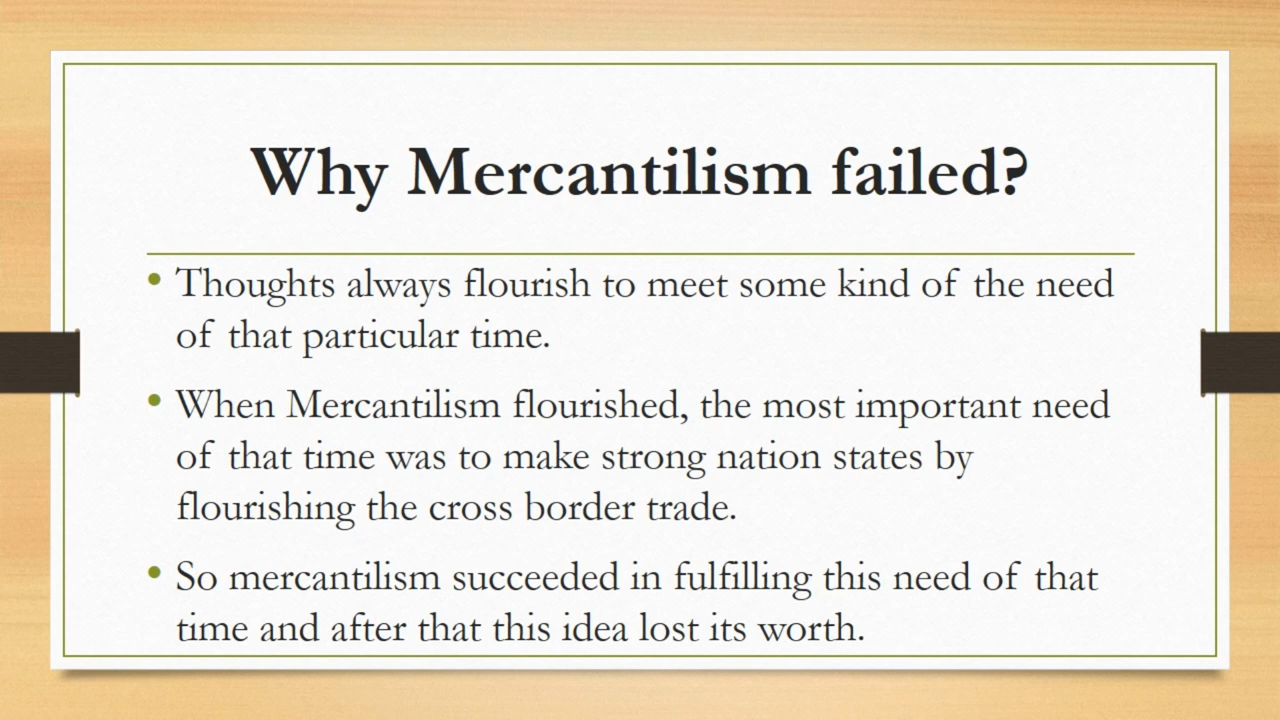 Why Mercantilism failed?
• Thoughts always flourish to meet some kind of the need
of that particular time.
• When Mercantilism flourished, the most important need
of that time was to make strong nation states by
flourishing the cross border trade.
• So mercantilism succeeded in fulfilling this need of that
time and after that this idea lost its worth.